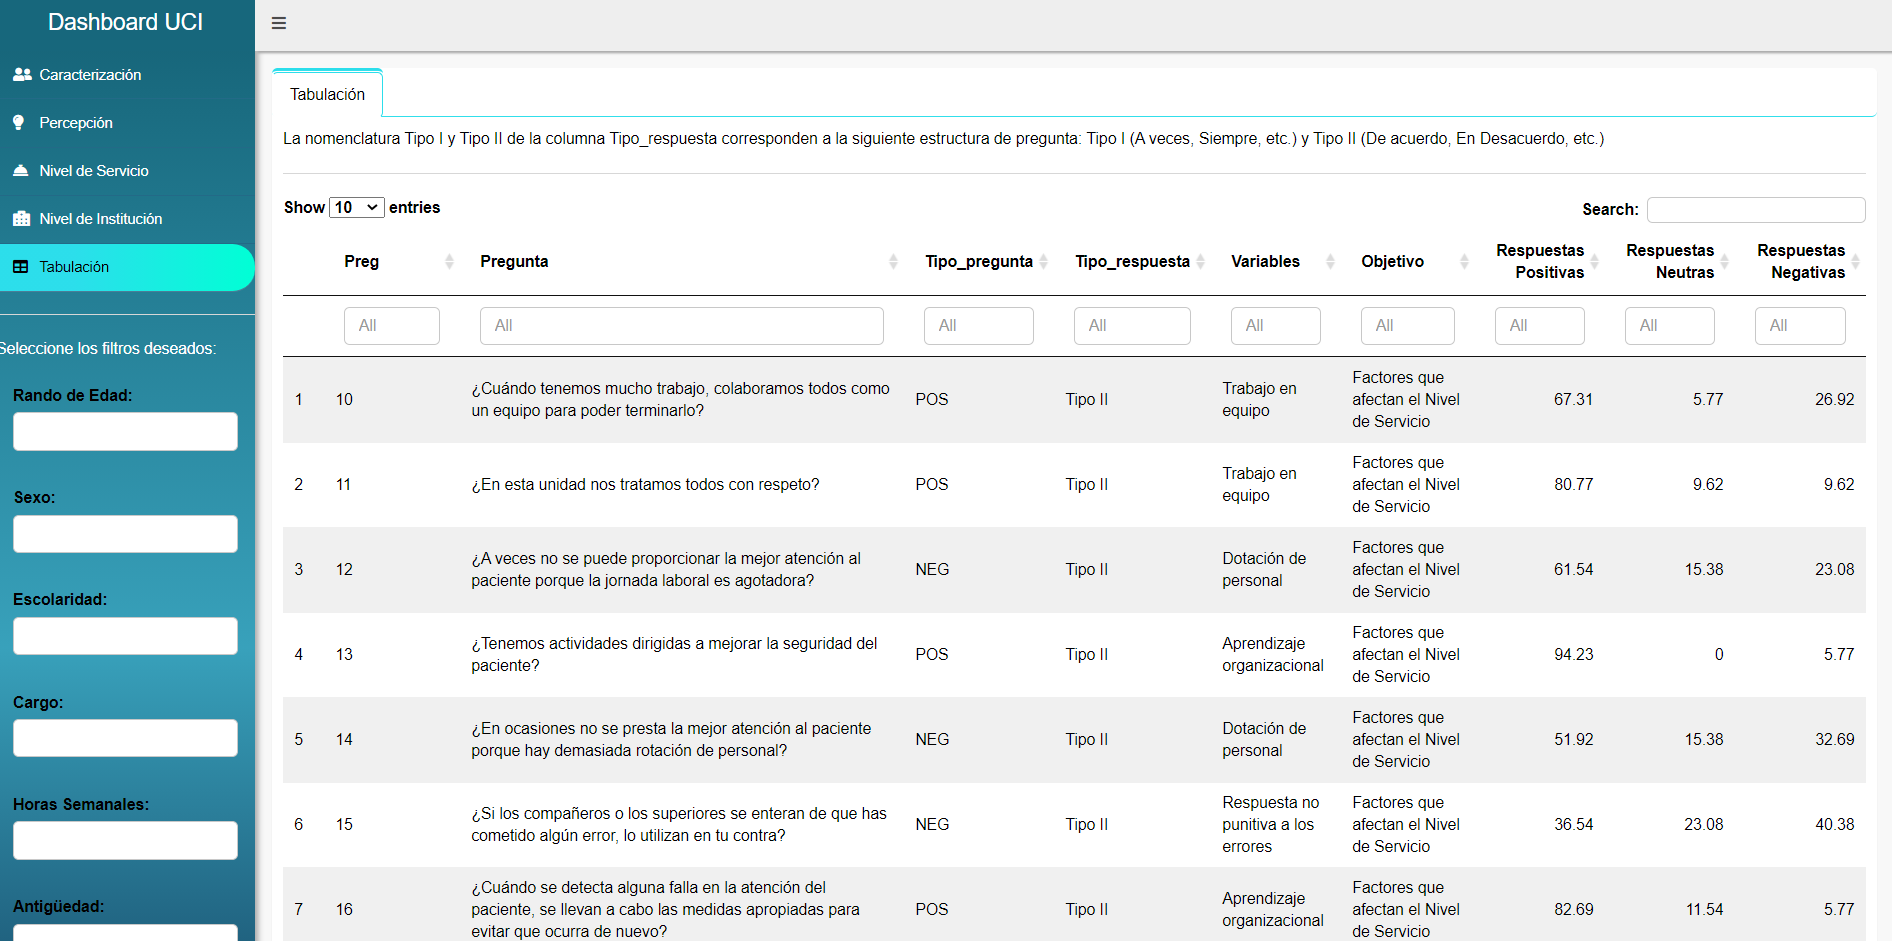 Dashboard UCI
Caracterización
Percepción
Nivel de Servicio
Nivel de Institución
Tabulación
Seleccione los filtros deseados:
Rando de Edad:
Sexo:
Escolaridad:
Cargo:
Horas Semanales:
Antigüedad:
Tabulación
La nomenclatura Tipo I y Tipo II de la columna Tipo_respuesta corresponden a la siguiente estructura de pregunta: Tipo I (A veces, Siempre, etc.) y Tipo II (De acuerdo, En Desacuerdo, etc.)
Show 10 entries
Search:
Preg Pregunta Tipo_pregunta Tipo_respuesta Variables Objetivo Respuestas Positivas Respuestas Neutras Respuestas Negativas
All All All All All All All All All
1 10 ¿Cuándo tenemos mucho trabajo, colaboramos todos como
un equipo para poder terminarlo? POS Tipo II Trabajo en
equipo Factores que
afectan el Nivel
de Servicio 67.31 5.77 26.92
2 11 ¿En esta unidad nos tratamos todos con respeto? POS Tipo II Trabajo en
equipo Factores que
afectan el Nivel
de Servicio 80.77 9.62 9.62
3 12 ¿A veces no se puede proporcionar la mejor atención al
paciente porque la jornada laboral es agotadora? NEG Tipo II Dotación de
personal Factores que
afectan el Nivel
de Servicio 61.54 15.38 23.08
4 13 ¿Tenemos actividades dirigidas a mejorar la seguridad del
paciente? POS Tipo II Aprendizaje
organizacional Factores que
afectan el Nivel
de Servicio 94.23 0 5.77
5 14 ¿En ocasiones no se presta la mejor atención al paciente
porque hay demasiada rotación de personal? NEG Tipo II Dotación de
personal Factores que
afectan el Nivel
de Servicio 51.92 15.38 32.69
6 15 ¿Si los compañeros o los superiores se enteran de que has
cometido algún error, lo utilizan en tu contra? NEG Tipo II Respuesta no
punitiva a los
errores Factores que
afectan el Nivel
de Servicio 36.54 23.08 40.38
7 16 ¿Cuándo se detecta alguna falla en la atención del
paciente, se llevan a cabo las medidas apropiadas para
evitar que ocurra de nuevo? POS Tipo II Aprendizaje
organizacional Factores que
afectan el Nivel
de Servicio 82.69 11.54 5.77